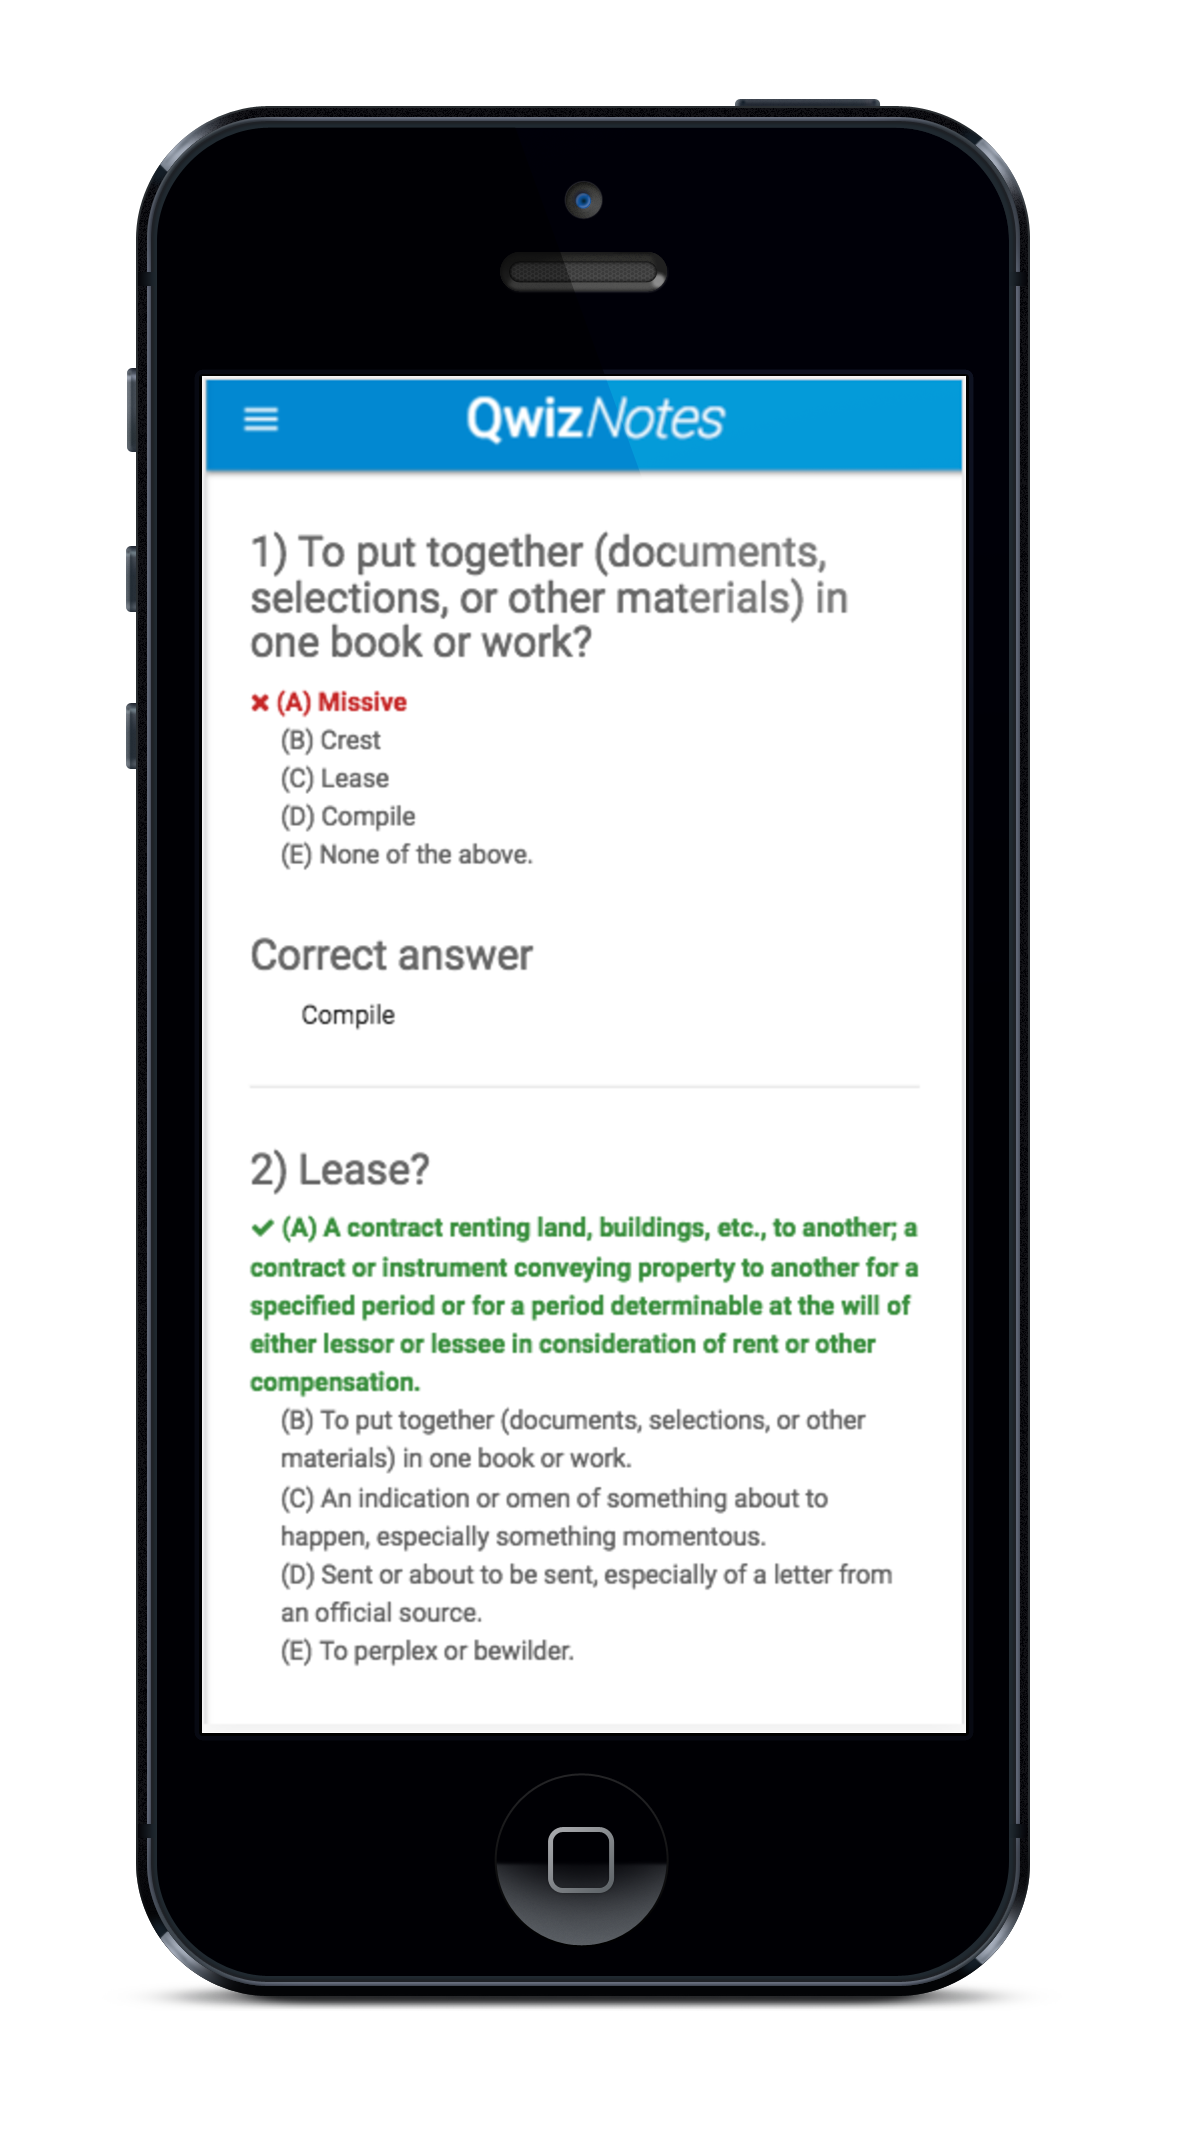 QwizNotes
1) To put together (documents,
selections, or other materials) in
one book or work?
(A) Missive
(B) Crest
(C) Lease
(D) Compile
(E) None of the above.
Correct answer
Compile
2) Lease?
(A) A contract renting land, buildings, etc., to another; a
contract or instrument conveying property to another for a
specified period or for a period determinable at the will of
either lessor or lessee in consideration of rent or other
compensation.
(B) To put together (documents, selections, or other
materials) in one book or work.
(C) An indication or omen of something about to
happen, especially something momentous.
(D) Sent or about to be sent, especially of a letter from
an official source.
(E) To perplex or bewilder.